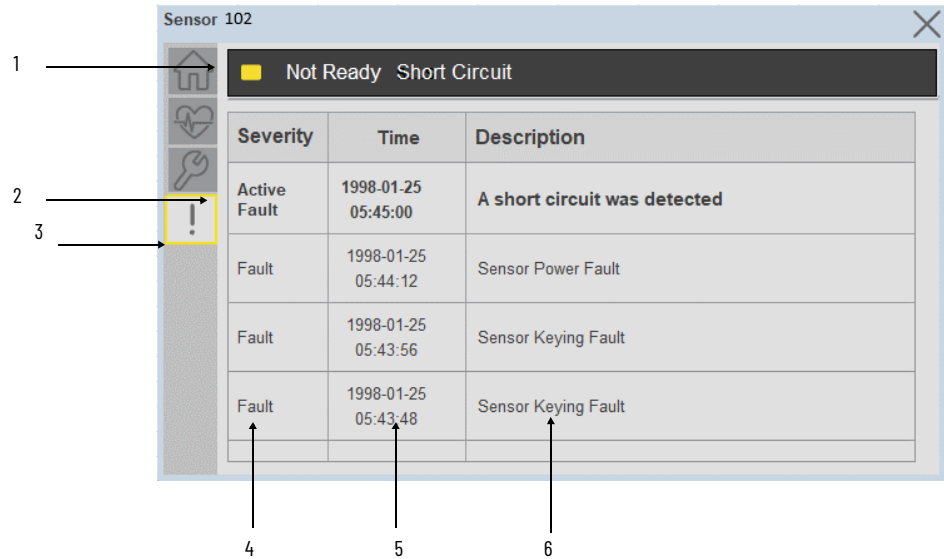 Sensor 102
1
Not Ready Short Circuit
Severity Time Description
Active
Fault
1998-01-25
05:45:00
A short circuit was detected
2
!
3
Fault
1998-01-25
05:44:12
Sensor Power Fault
Fault
1998-01-25
05:43:56
Sensor Keying Fault
Fault
1998-01-25
05:43:48
Sensor Keying Fault
4 5 6